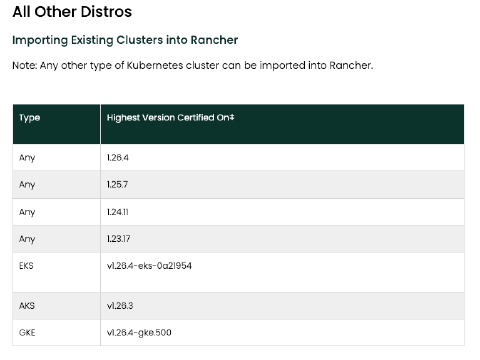 All Other Distros
Importing Existing Clusters into Rancher
Note: Any other type of Kubernetes cluster can be imported into Rancher.
Type Highest Version Certified On‡
Any 1.26.4
Any 1.25.7
Any 1.24.11
Any 1.23.17
EKS v1.26.4-eks-0a21954
AKS v1.26.3
GKE v1.26.4-gke.500